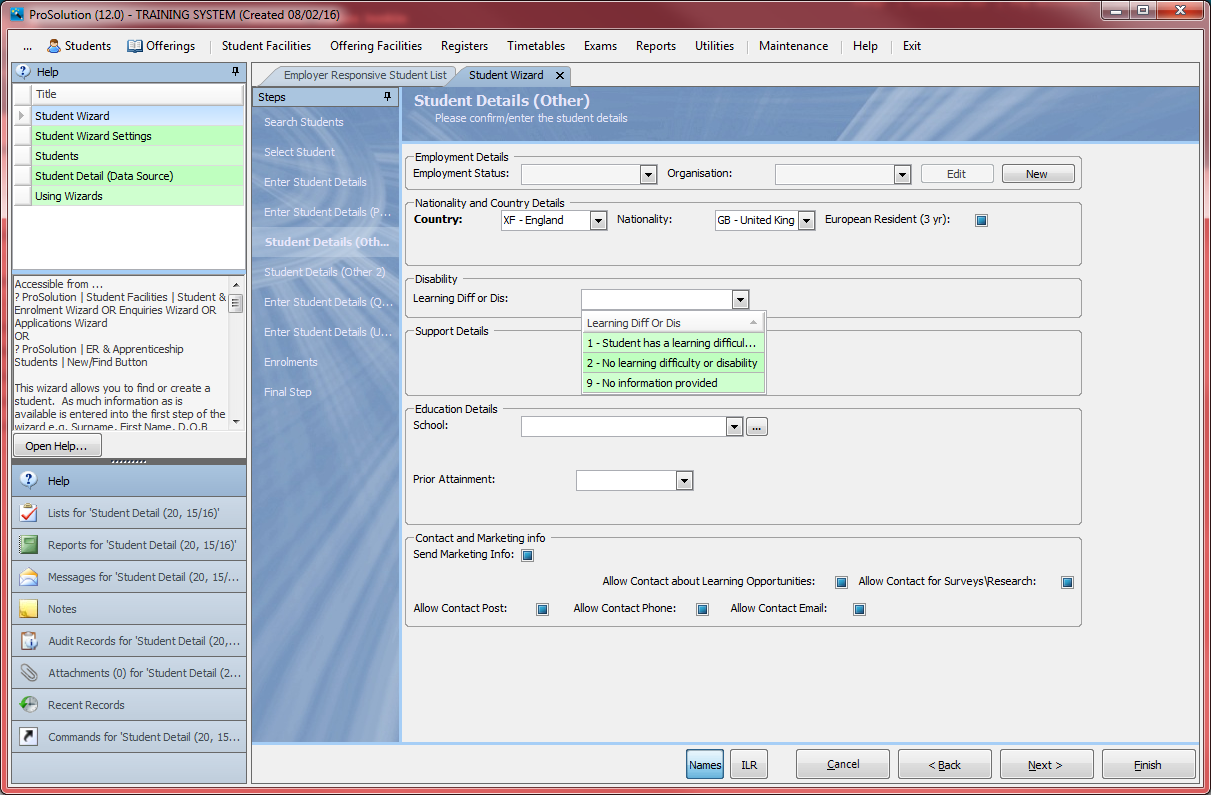 ProSolution (12.0) - TRAINING SYSTEM (Created 08/02/16)
... Students Offerings Student Facilities Offering Facilities Registers Timetables Exams Reports Utilities Maintenance Help Exit
Help
Title
Student Wizard
Student Wizard Settings
Students
Student Detail (Data Source)
Using Wizards
Accessible from ...
? ProSolution | Student Facilities | Student &
Enrolment Wizard OR Enquiries Wizard OR
Applications Wizard
OR
? ProSolution | ER & Apprenticeship
Students | New/Find Button
This wizard allows you to find or create a
student.  As much information as is
available is entered into the first step of the
wizard e.g. Surname, First Name, D.O.B
Open Help...
Help
Lists for 'Student Detail (20, 15/16)'
Reports for 'Student Detail (20, 15/16)'
Messages for 'Student Detail (20, 15/...
Notes
Audit Records for 'Student Detail (20,...
Attachments (0) for 'Student Detail (2...
Recent Records
Commands for 'Student Detail (20, 15...
Employer Responsive Student List Student Wizard
Steps
Search Students
Select Student
Enter Student Details
Enter Student Details (P...
Student Details (Oth...
Student Details (Other 2)
Enter Student Details (Q...
Enter Student Details (U...
Enrolments
Final Step
Student Details (Other)
Please confirm/enter the student details
Employment Details
Employment Status: Organisation: Edit New
Nationality and Country Details
Country: XF - England Nationality: GB - United King European Resident (3 yr):
Disability
Learning Diff or Dis:
Learning Diff Or Dis
1 - Student has a learning difficul...
2 - No learning difficulty or disability
9 - No information provided
Support Details
Education Details
School: ...
Prior Attainment:
Contact and Marketing info
Send Marketing Info:
Allow Contact about Learning Opportunities: Allow Contact for Surveys\Research:
Allow Contact Post: Allow Contact Phone: Allow Contact Email:
Names ILR Cancel < Back Next > Finish